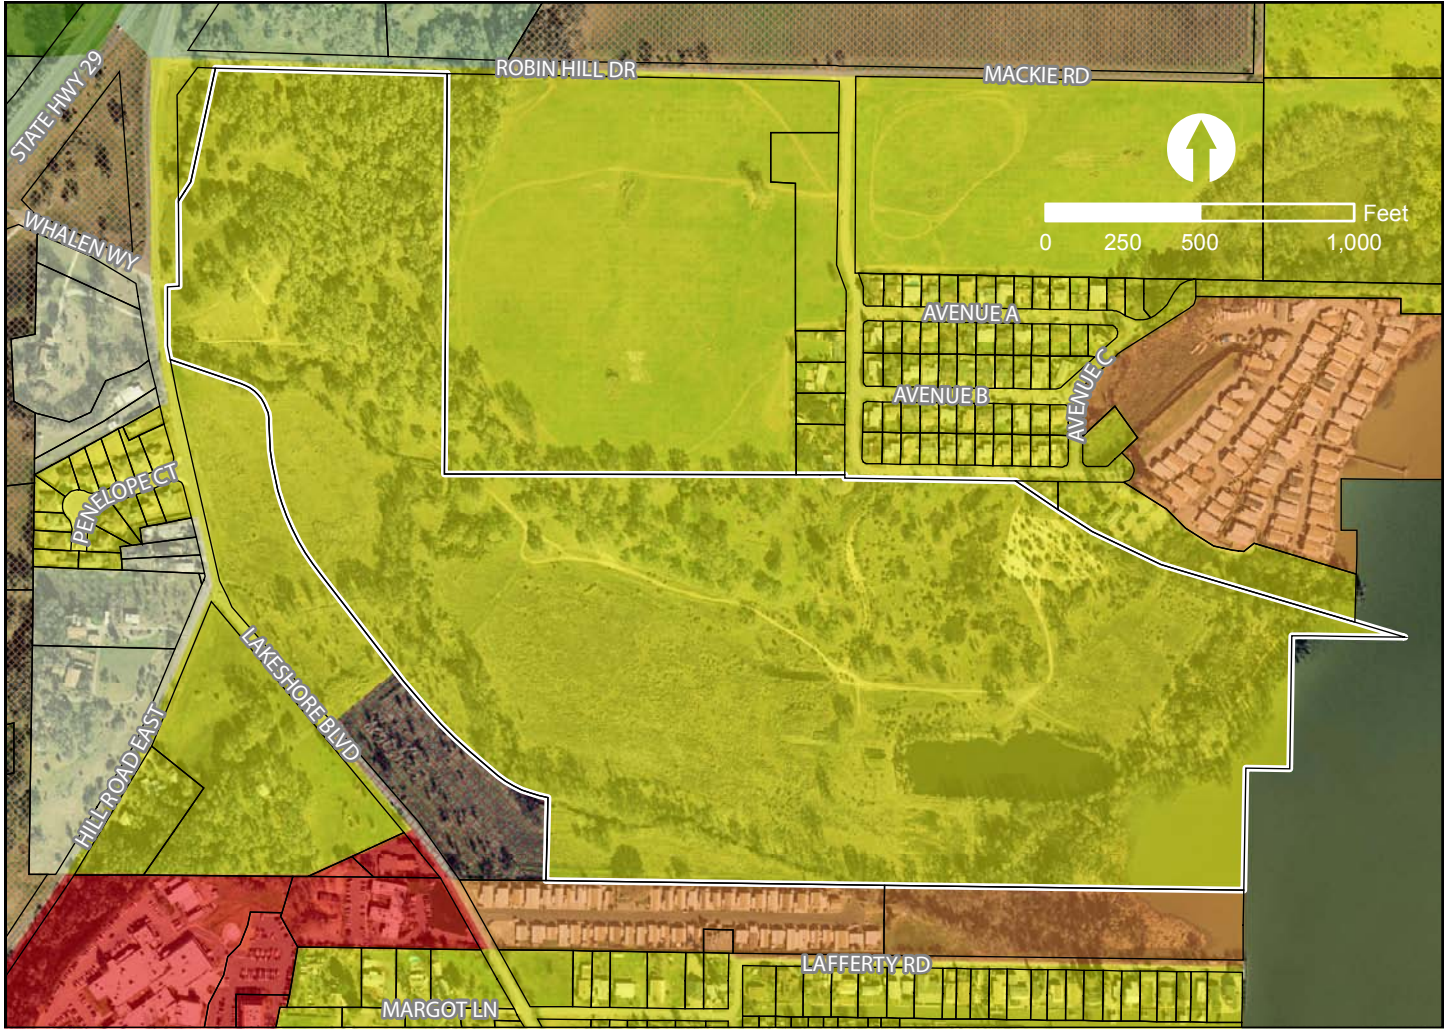 ROBIN HILL DR
MACKIE RD
STATE HWY 29
Feet
0 250 500 1,000
WHALEN WY
AVENUE A
AVENUE B
AVENUE C
PENELOPE CT
LAKESHORE BLVD
HILL ROAD EAST
LAFFERTY RD
MARGOT LN